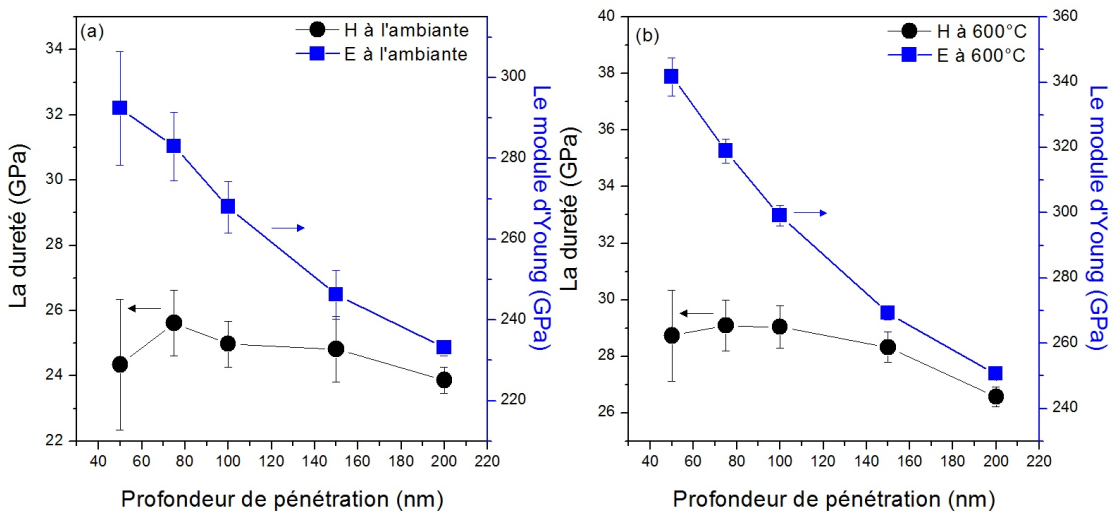 (a)
H à l'ambiante
E à l'ambiante
La dureté (GPa)
34
32
30
28
26
24
22
300
280
260
240
220
Le module d'Young (GPa)
40 60 80 100 120 140 160 180 200 220
Profondeur de pénétration (nm)
(b)
H à 600°C
E à 600°C
La dureté (GPa)
40
38
36
34
32
30
28
26
360
340
320
300
280
260
240
Le module d'Young (GPa)
40 60 80 100 120 140 160 180 200 220
Profondeur de pénétration (nm)